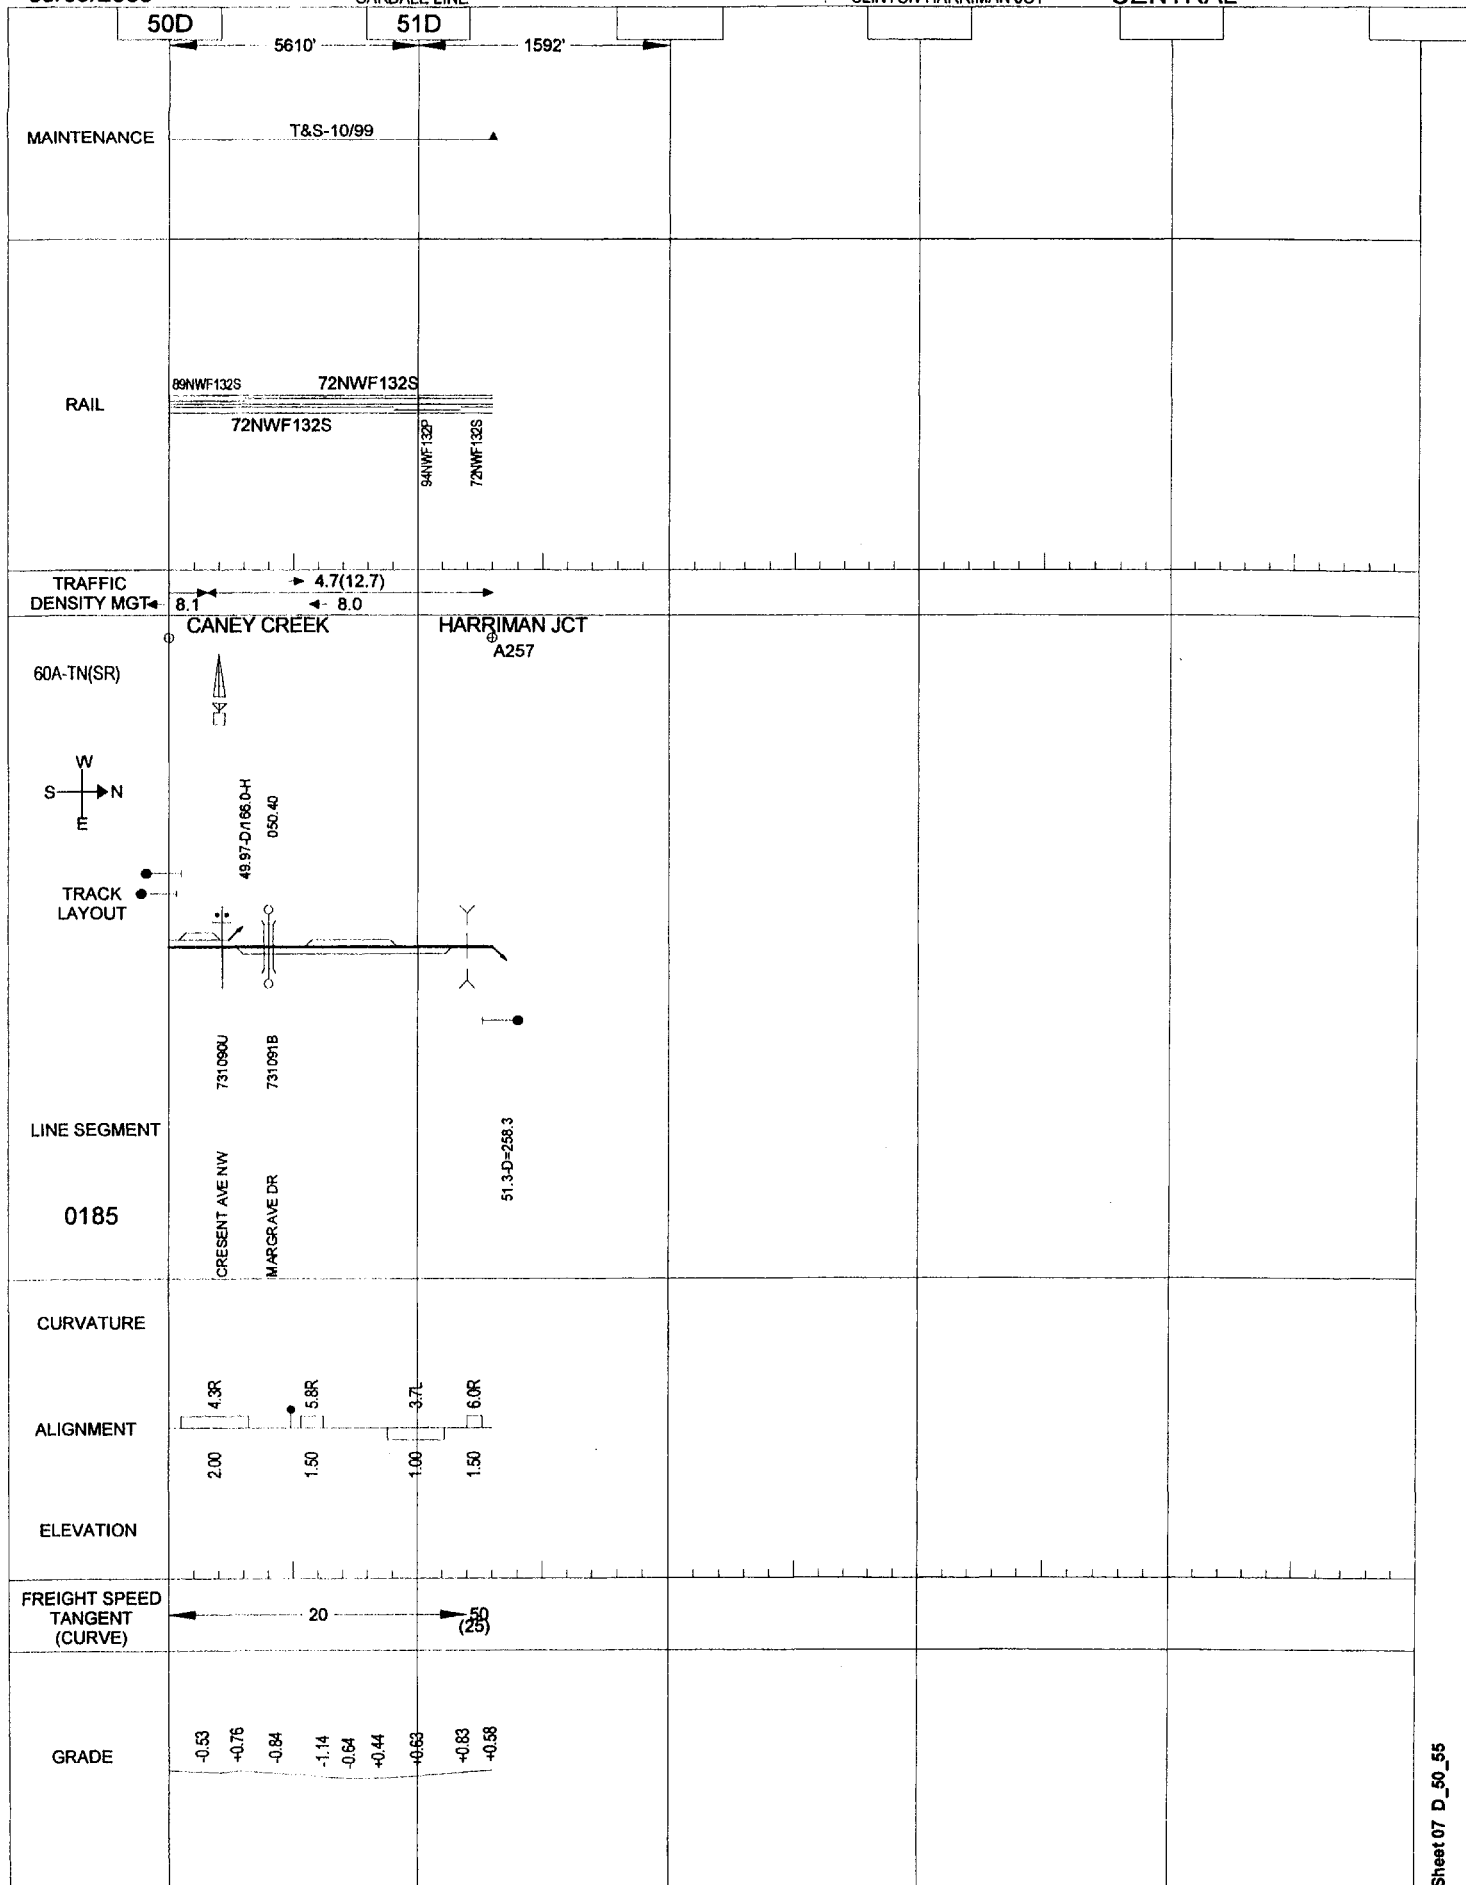 50D 51D
5610' 1592'
MAINTENANCE T&S-10/99
89NWF132S 72NWF132S
RAIL
72NWF132S
94NWF132P
72NWF132S
TRAFFIC
DENSITY MGT
4.7(12.7)
8.1 8.0
CANEY CREEK HARRIMAN JCT
A257
60A-TN(SR)
W
S N
E
49.97-D/166.0-H
050.40
TRACK
LAYOUT
731090U
731091B
LINE SEGMENT
51.3-D=258.3
0185
CRESENT AVE NW
MARGRAVE DR
CURVATURE
4.3R 5.8R 3.7L 6.0R
ALIGNMENT
2.00 1.50 1.00 1.50
ELEVATION
FREIGHT SPEED
TANGENT
(CURVE)
20 50
(25)
GRADE
-0.53 +0.76 -0.84 -1.14 -0.64 +0.44 +0.63 +0.83 +0.58
Sheet 07 D_50_55